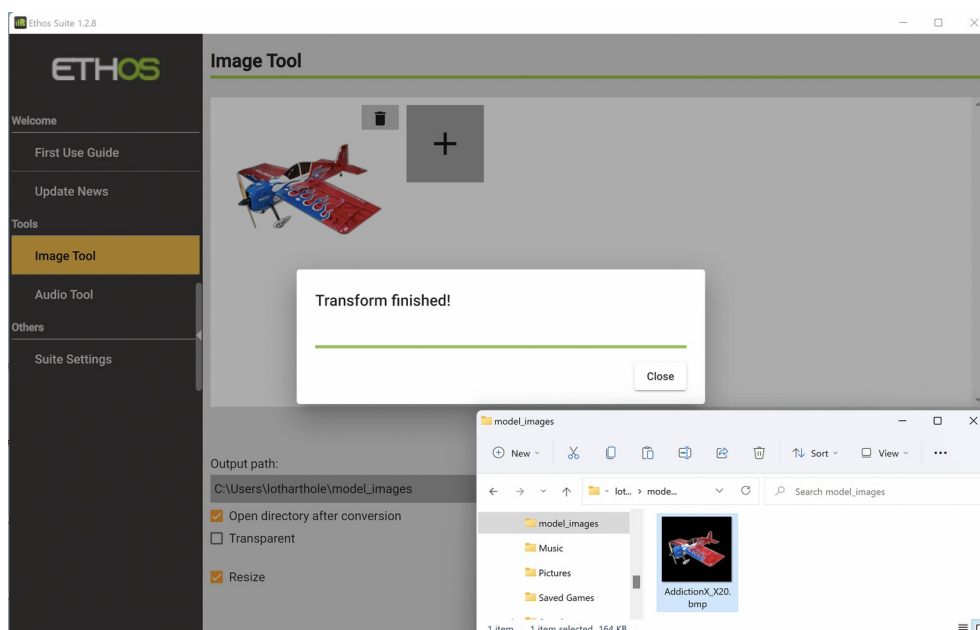 Ethos Suite 1.2.8
ETHOS
Welcome
First Use Guide
Update News
Tools
Image Tool
Audio Tool
Others
Suite Settings
Image Tool
Transform finished!
Close
Output path:
C:\Users\lotharthole\model_images
Open directory after conversion
Transparent
Resize
model_images
New
Sort
View
lot... › mode...
Search model_images
model_images
Music
Pictures
Saved Games
AddictionX_X20.
bmp
1 item 1 item selected 164 KB